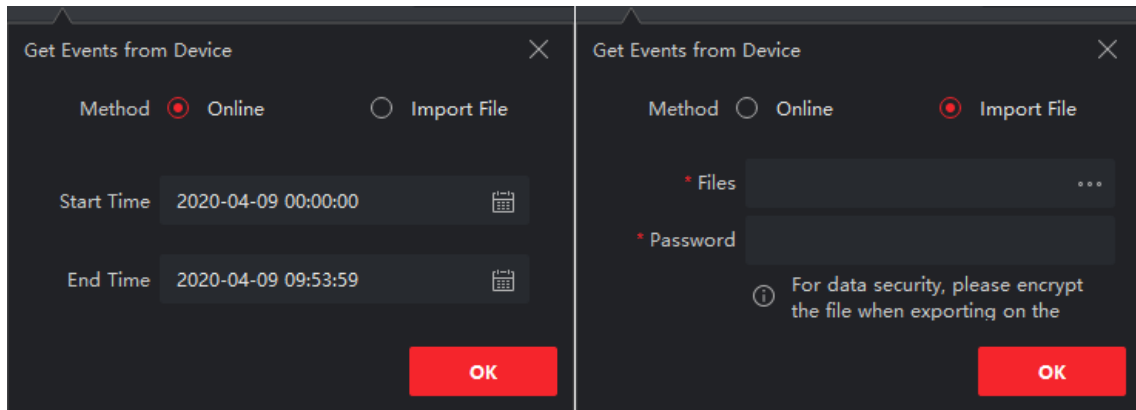 Get Events from Device
Method Online Import File
Start Time 2020-04-09 00:00:00
End Time 2020-04-09 09:53:59
OK
Get Events from Device
Method Online Import File
* Files
* Password
For data security, please encrypt
the file when exporting on the
OK